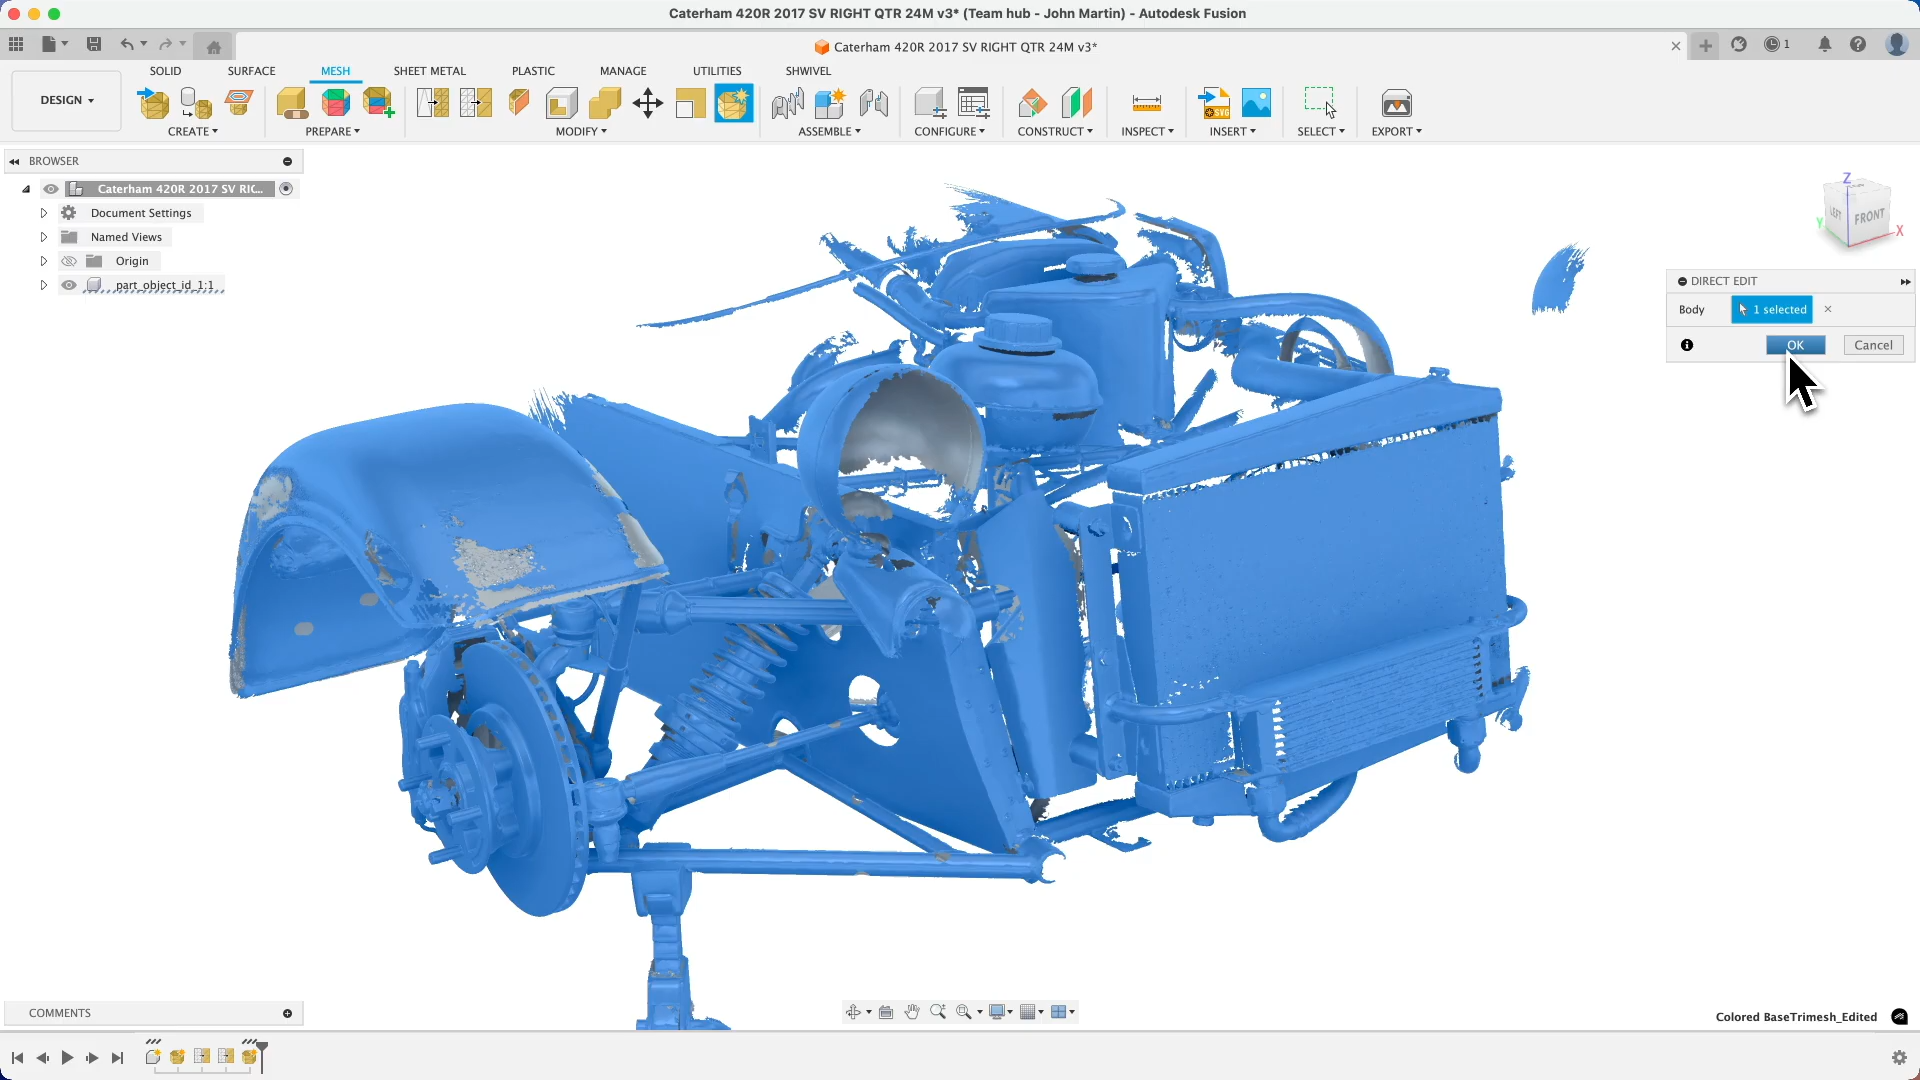 Caterham 420R 2017 SV RIGHT QTR 24M v3* (Team hub - John Martin) - Autodesk Fusion
Caterham 420R 2017 SV RIGHT QTR 24M v3*
1
SOLID SURFACE MESH SHEET METAL PLASTIC MANAGE UTILITIES SHWIVEL
DESIGN
CREATE PREPARE MODIFY ASSEMBLE CONFIGURE CONSTRUCT INSPECT INSERT SELECT EXPORT
SVG
BROWSER
Caterham 420R 2017 SV RIC...
Document Settings
Named Views
Origin
part_object_id_1:1
Z
LEFT
FRONT
Y
X
DIRECT EDIT
Body
1 selected
OK
Cancel
COMMENTS
Colored BaseTrimesh_Edited